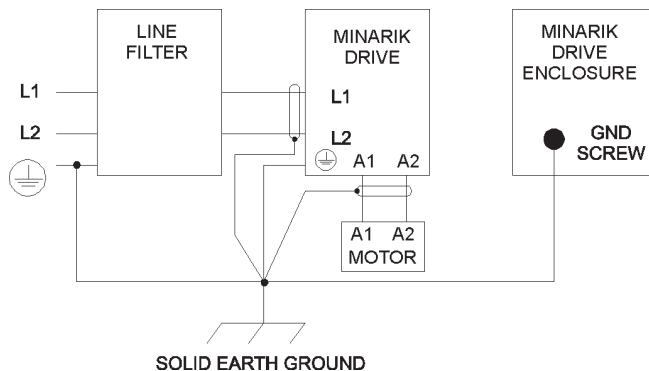 LINE
FILTER
MINARIK
DRIVE
MINARIK
DRIVE
ENCLOSURE
L1
L1
L2
L2
GND
SCREW
A1 A2
A1 A2
MOTOR
SOLID EARTH GROUND